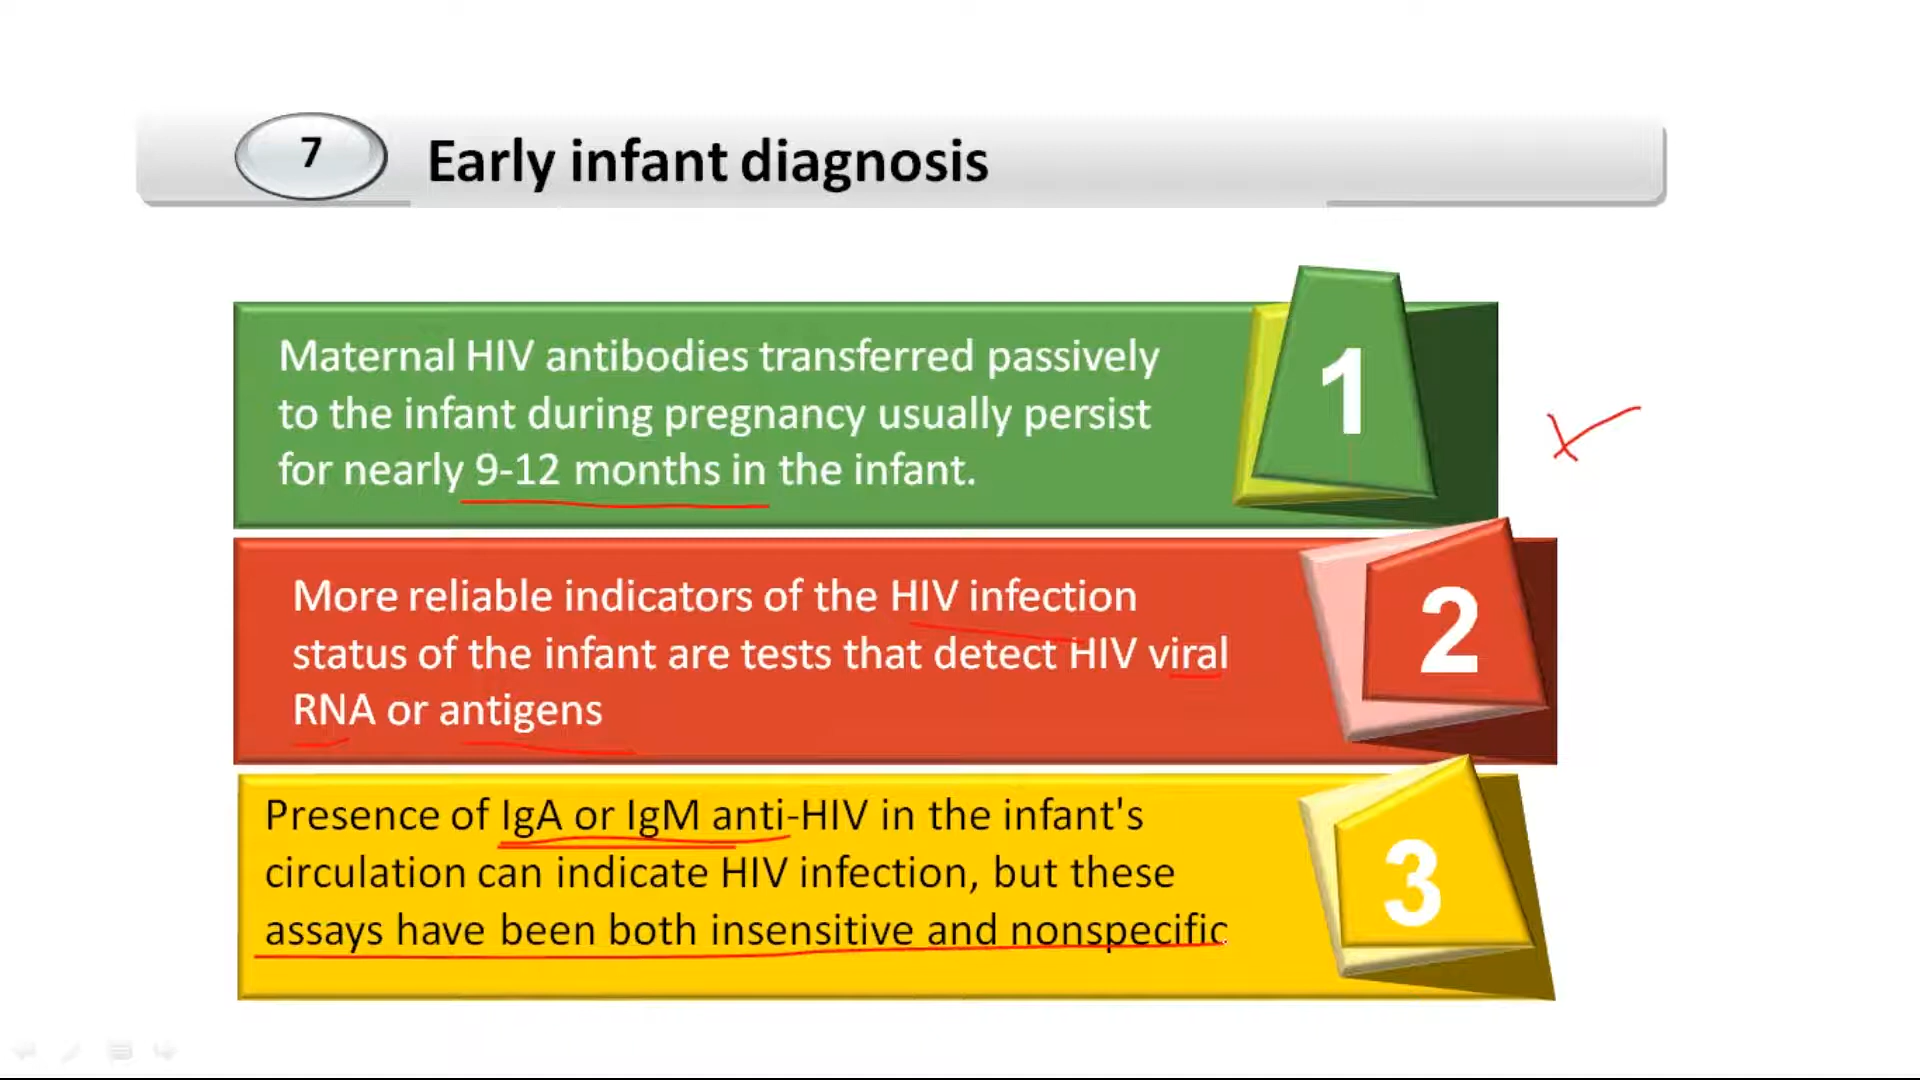 7
Early infant diagnosis
Maternal HIV antibodies transferred passively
to the infant during pregnancy usually persist
for nearly 9-12 months in the infant.
1
More reliable indicators of the HIV infection
status of the infant are tests that detect HIV viral
RNA or antigens
2
Presence of IgA or IgM anti-HIV in the infant's
circulation can indicate HIV infection, but these
assays have been both insensitive and nonspecific
3